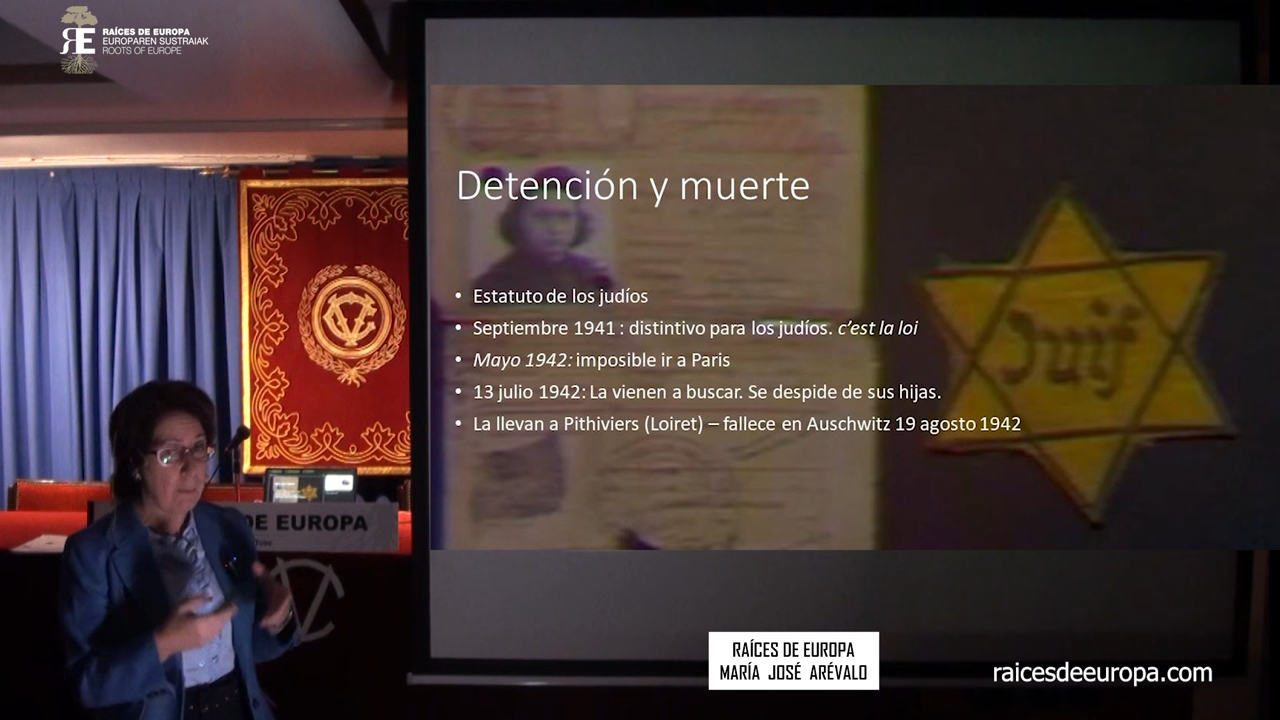 RAÍCES DE EUROPA
EUROPAREN SUSTRAIAK
ROOTS OF EUROPE
Detención y muerte
• Estatuto de los judíos
• Septiembre 1941 : distintivo para los judíos. c’est la loi
• Mayo 1942: imposible ir a Paris
• 13 julio 1942: La vienen a buscar. Se despide de sus hijas.
• La llevan a Pithiviers (Loiret) – fallece en Auschwitz 19 agosto 1942
Juif
DE EUROPA
RAÍCES DE EUROPA
MARÍA JOSÉ ARÉVALO
raicesdeeuropa.com